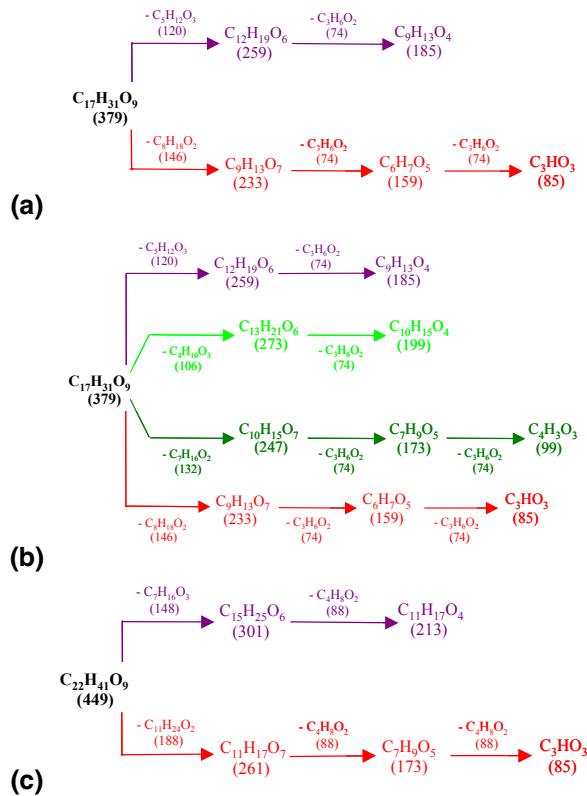 - C₅H₁₂O₃
(120)
C₁₂H₁₉O₆
(259)
- C₃H₆O₂
(74)
C₉H₁₃O₄
(185)
C₁₇H₃₁O₉
(379)
- C₈H₁₈O₂
(146)
C₉H₁₃O₇
(233)
- C₃H₆O₂
(74)
C₆H₇O₅
(159)
- C₃H₆O₂
(74)
C₃HO₃
(85)
(a)
- C₅H₁₂O₃
(120)
C₁₂H₁₉O₆
(259)
- C₃H₆O₂
(74)
C₉H₁₃O₄
(185)
- C₄H₁₀O₃
(106)
C₁₃H₂₁O₆
(273)
- C₃H₆O₂
(74)
C₁₀H₁₅O₄
(199)
C₁₇H₃₁O₉
(379)
- C₇H₁₆O₂
(132)
C₁₀H₁₅O₇
(247)
- C₃H₆O₂
(74)
C₇H₉O₅
(173)
- C₃H₆O₂
(74)
C₄H₃O₃
(99)
- C₈H₁₈O₂
(146)
C₉H₁₃O₇
(233)
- C₃H₆O₂
(74)
C₆H₇O₅
(159)
- C₃H₆O₂
(74)
C₃HO₃
(85)
(b)
- C₇H₁₆O₃
(148)
C₁₅H₂₅O₆
(301)
- C₄H₈O₂
(88)
C₁₁H₁₇O₄
(213)
C₂₂H₄₁O₉
(449)
- C₁₁H₂₄O₂
(188)
C₁₁H₁₇O₇
(261)
- C₄H₈O₂
(88)
C₇H₉O₅
(173)
- C₄H₈O₂
(88)
C₃HO₃
(85)
(c)